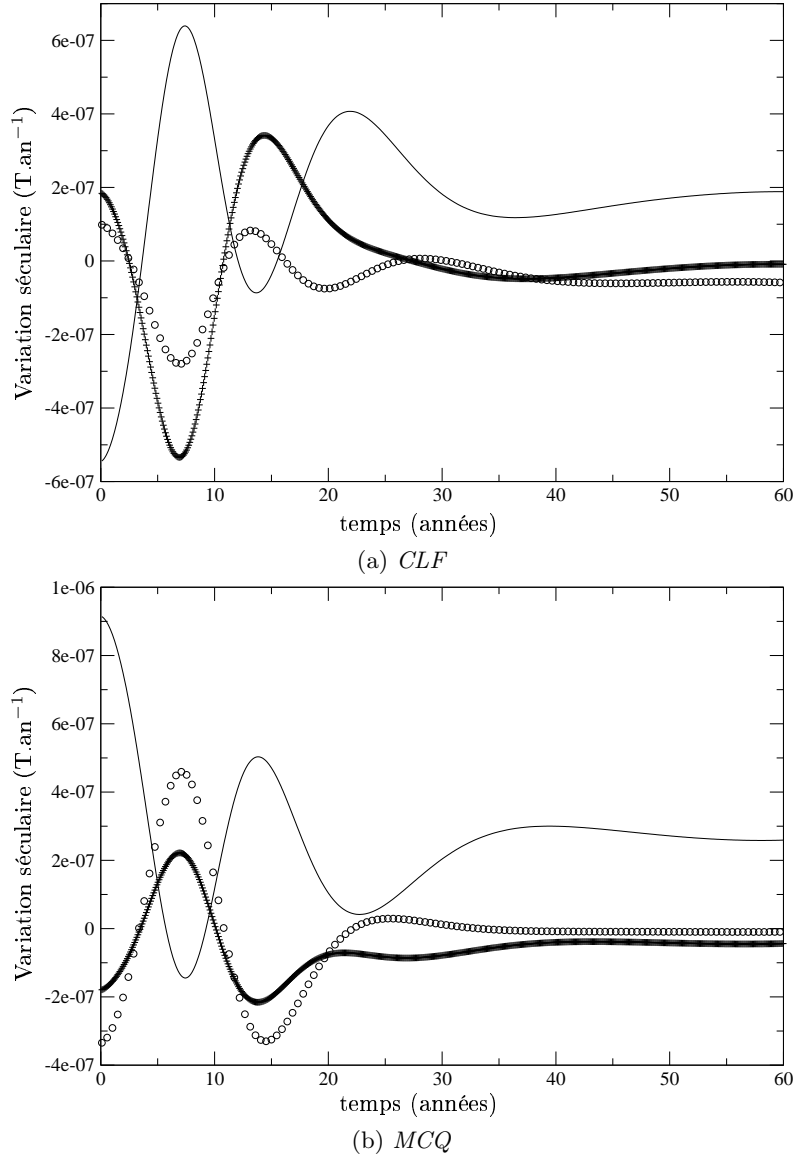 6e-07
4e-07
2e-07
0
-2e-07
-4e-07
-6e-07
Variation séculaire (T.an−1)
0 10 20 30 40 50 60
temps (années)
(a) CLF
1e-06
8e-07
6e-07
4e-07
2e-07
0
-2e-07
-4e-07
Variation séculaire (T.an−1)
0 10 20 30 40 50 60
temps (années)
(b) MCQ